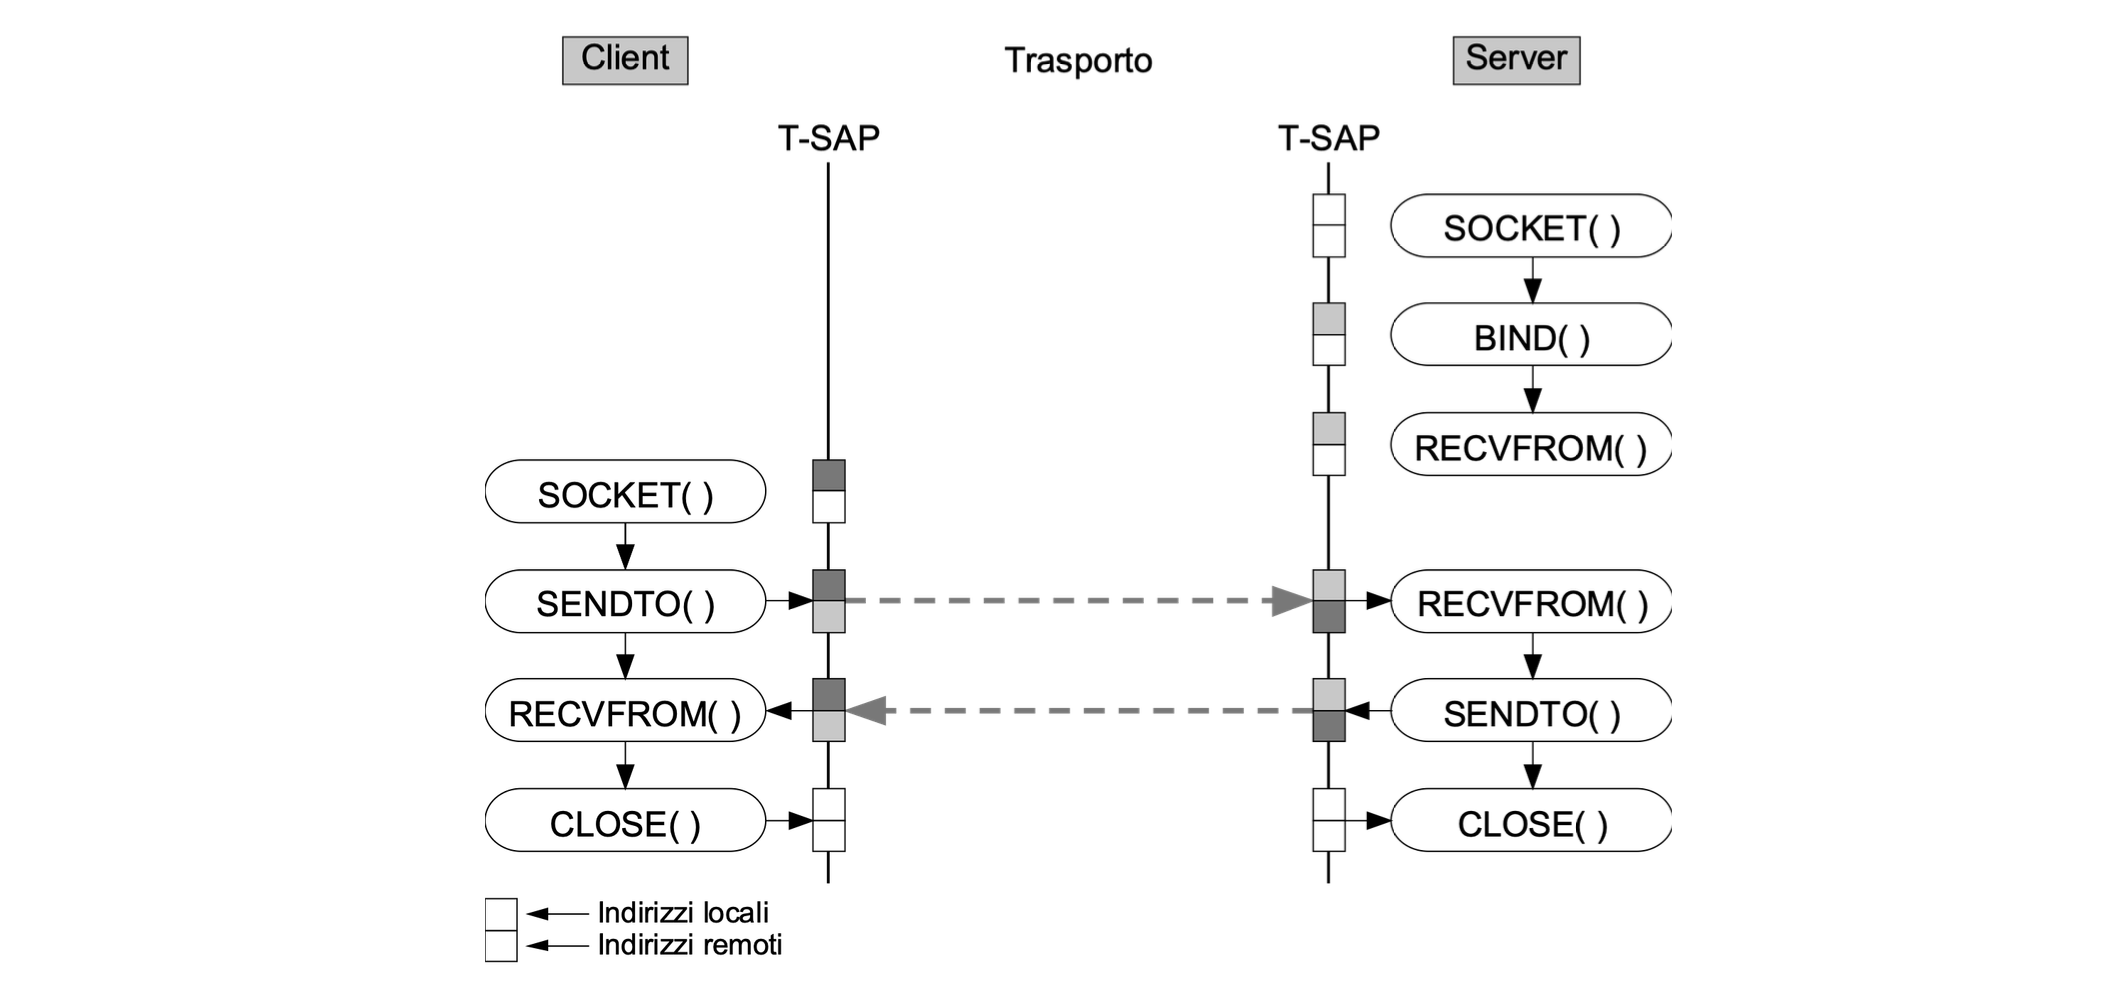 Client
Trasporto
Server
T-SAP
T-SAP
SOCKET( )
BIND( )
RECVFROM( )
SOCKET( )
SENDTO( )
RECVFROM( )
RECVFROM( )
SENDTO( )
CLOSE( )
CLOSE( )
Indirizzi locali
Indirizzi remoti